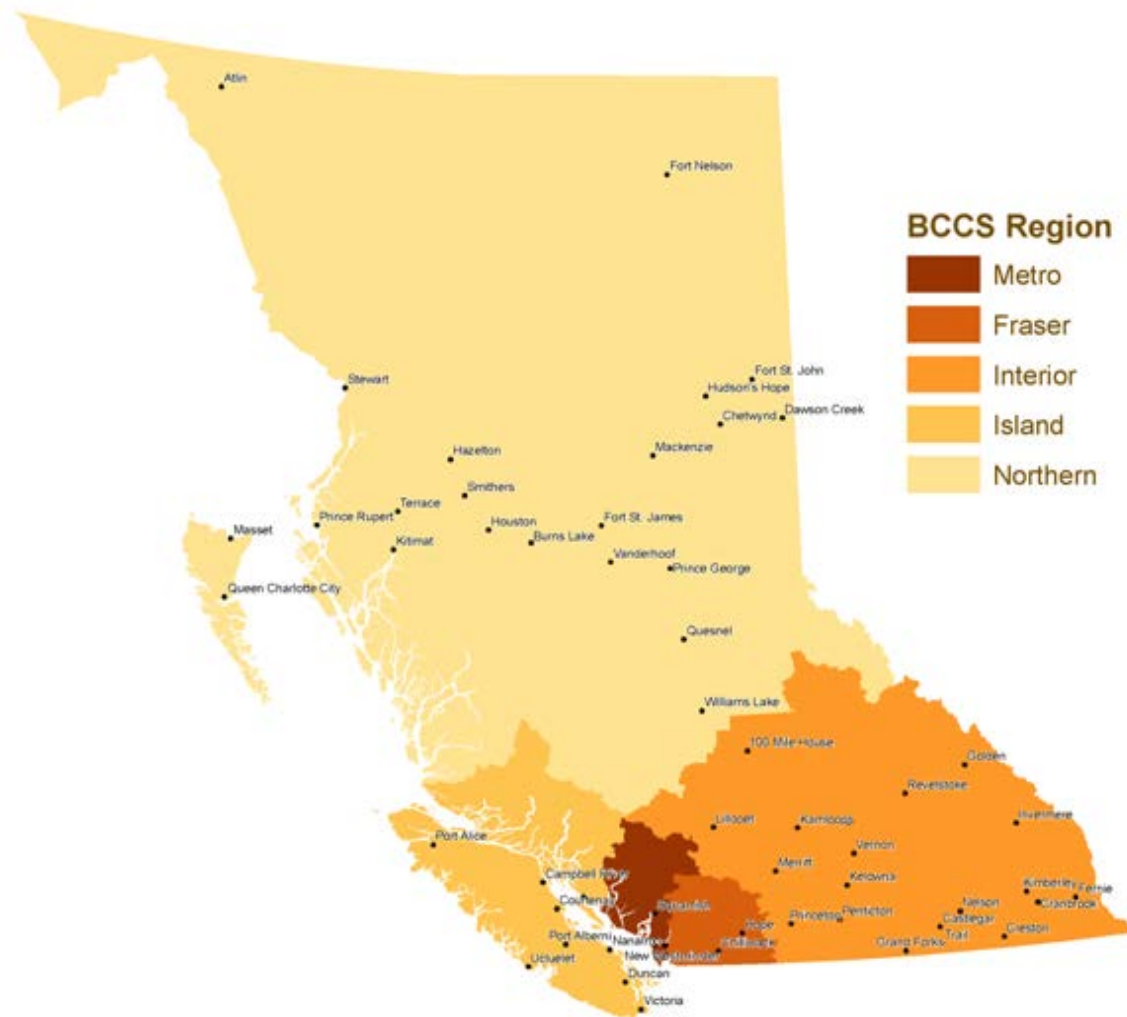 Atlin
Fort Nelson
BCCS Region
Metro
Fraser
Interior
Island
Northern
Fort St. John
Stewart
Hudson's Hope
Dawson Creek
Chetwynd
Hazelton
Mackenzie
Smithers
Terrace
Prince Rupert
Houston
Fort St. James
Masset
Burns Lake
Kitimat
Vanderhoof
Prince George
Queen Charlotte City
Quesnel
Williams Lake
100 Mile House
Golden
Revelstoke
Lillooet
Kamloops
Invermere
Port Alice
Vernon
Merritt
Campbell River
Kelowna
Kimberley
Fernie
Cranbrook
Courtenay
Squamish
Nelson
Princeton
Penticton
Castlegar
Hope
Trail
Creston
Port Alberni
Nanaimo
Chilliwack
Grand Forks
New Westminster
Ucluelet
Duncan
Victoria